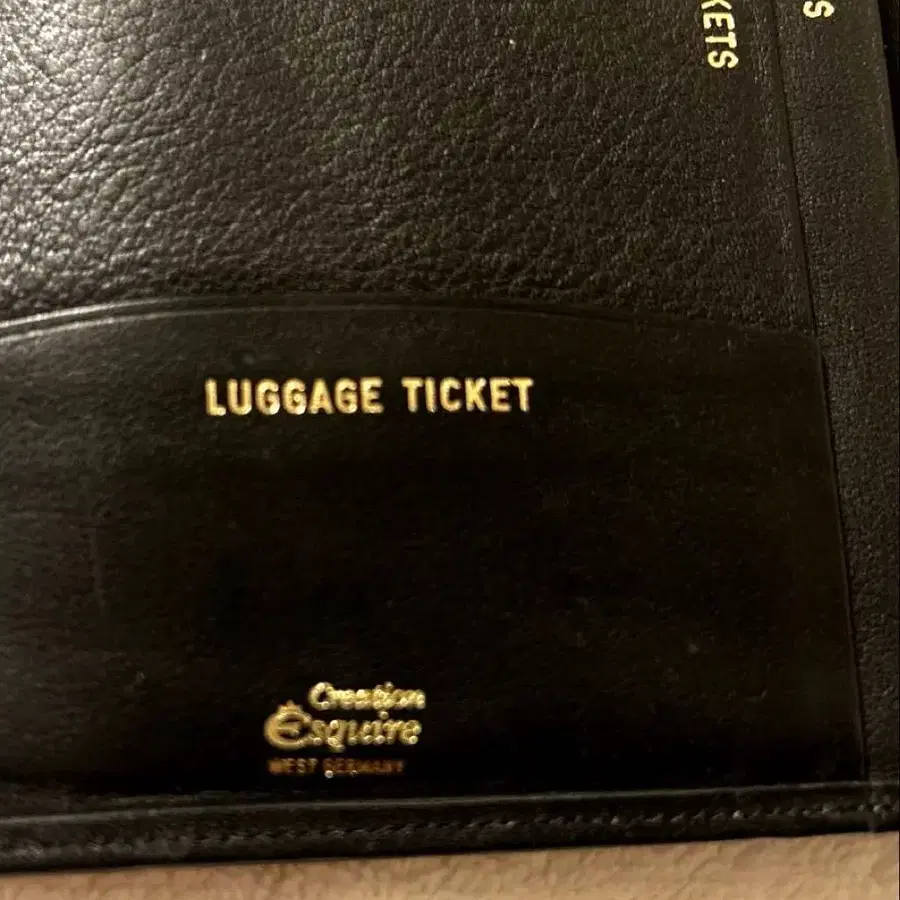 KETS
S
LUGGAGE TICKET
Creation
Esquire
WEST GERMANY